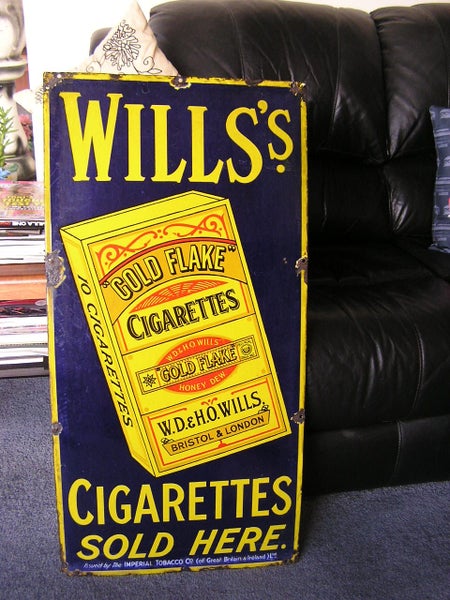 WILLS'S.
10 CIGARETTES
"GOLD FLAKE"
CIGARETTES
W.D.& H.O WILLS'
"GOLD FLAKE"
HONEY DEW
W.D.& H.O. WILLS.
BRISTOL & LONDON
CIGARETTES
SOLD HERE.
Issued by The IMPERIAL TOBACCO Co (of Great Britain & Ireland) Ltd